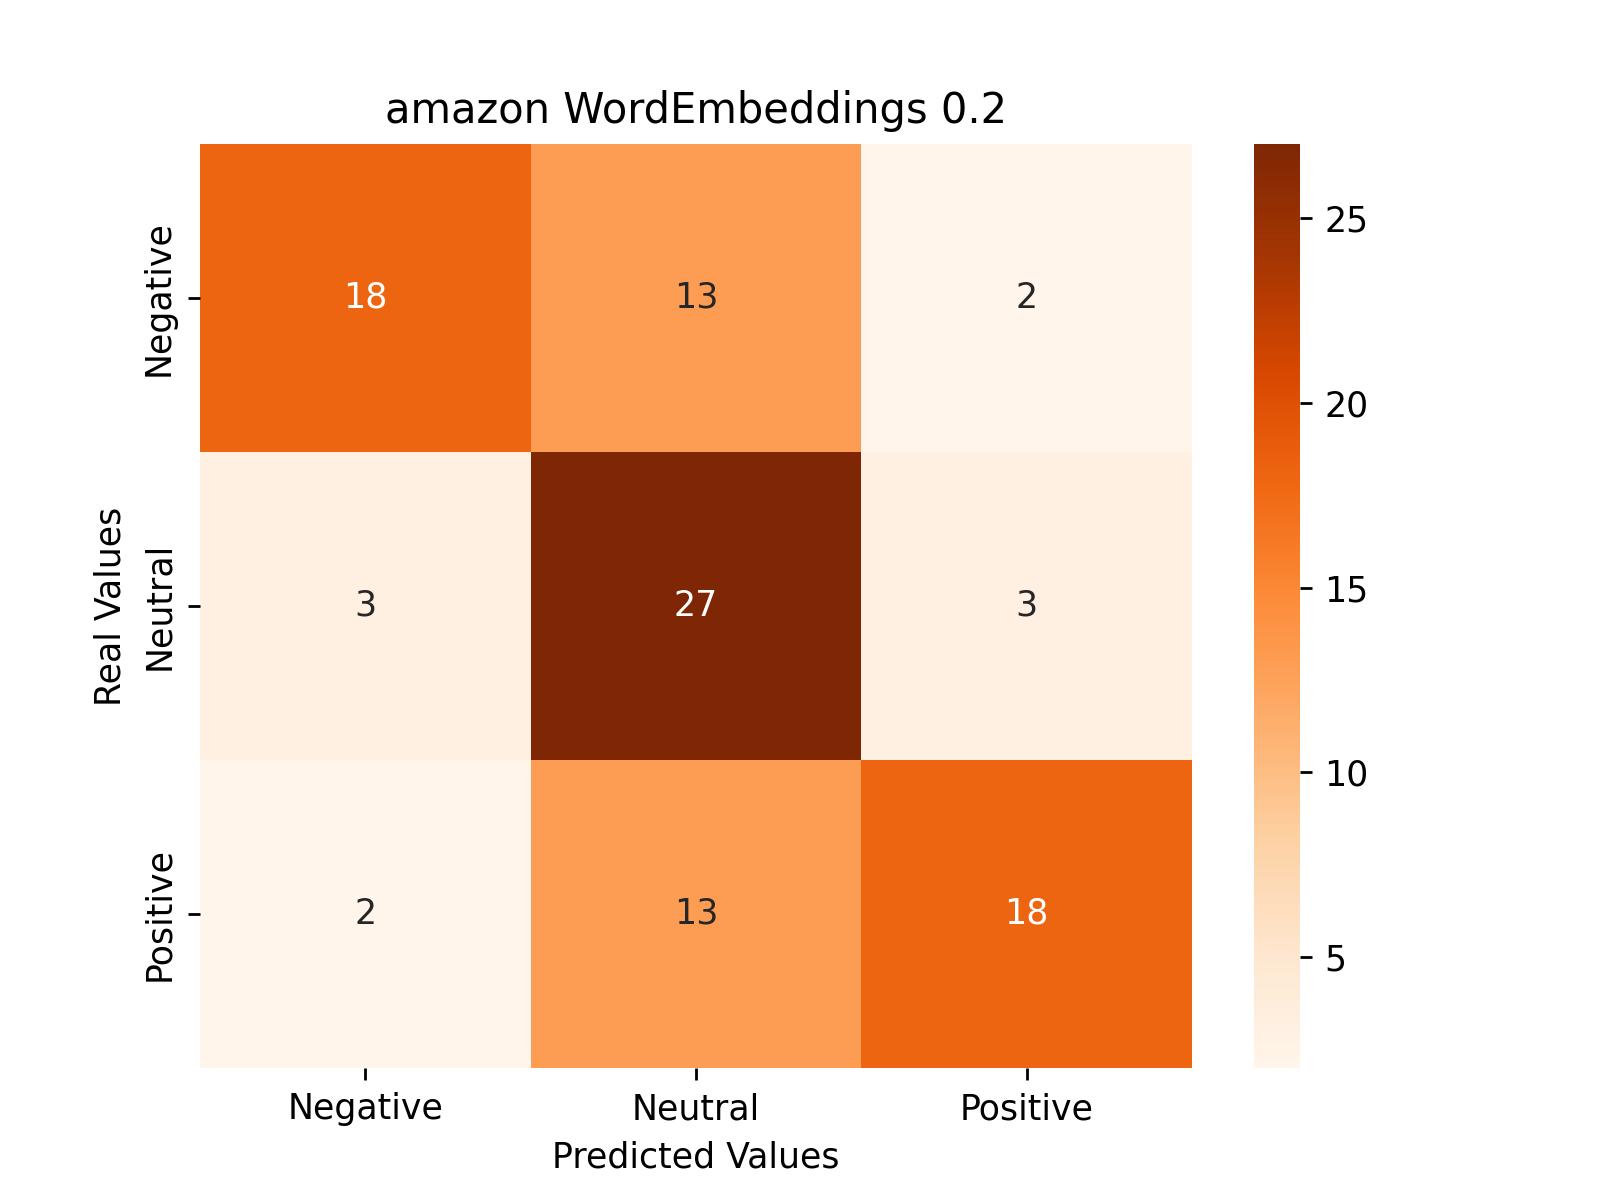 amazon WordEmbeddings 0.2
Real Values
Negative
18
13
2
Neutral
3
27
3
Positive
2
13
18
Negative
Neutral
Positive
Predicted Values
25
20
15
10
5